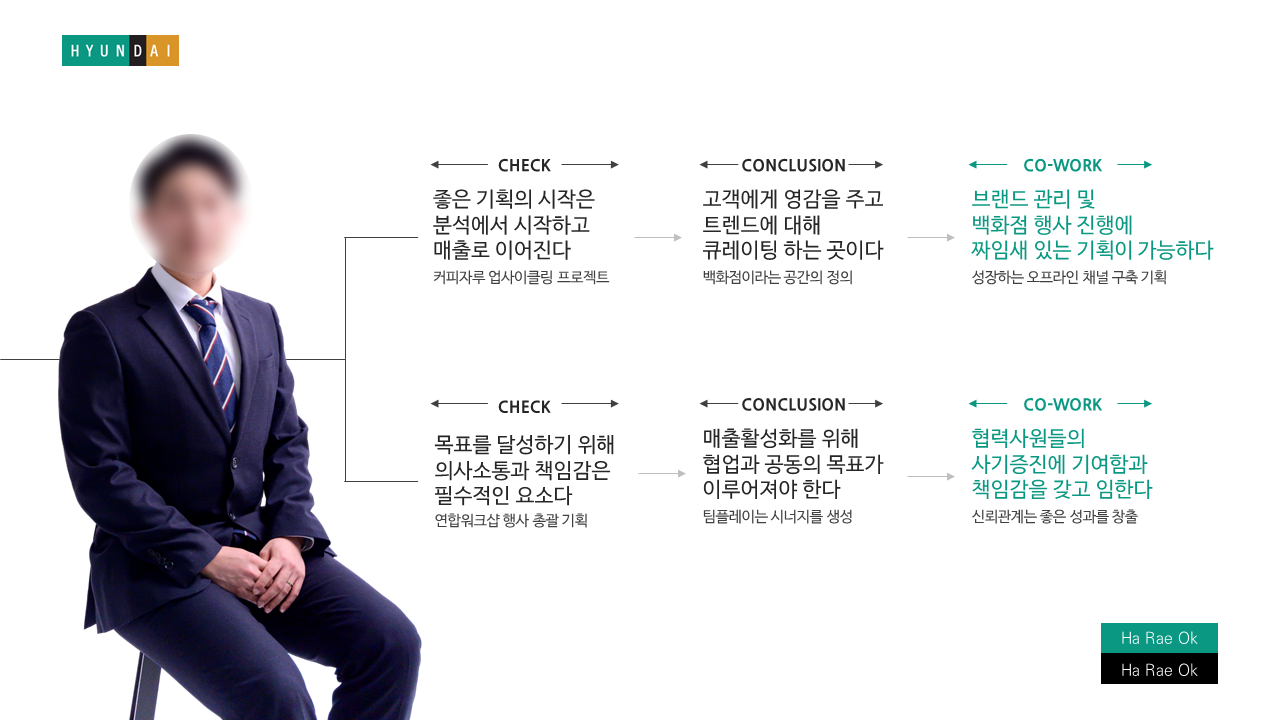 HYUNDAI
CHECK
좋은 기획의 시작은
분석에서 시작하고
매출로 이어진다
커피자루 업사이클링 프로젝트
CONCLUSION
고객에게 영감을 주고
트렌드에 대해
큐레이팅 하는 곳이다
백화점이라는 공간의 정의
CO-WORK
브랜드 관리 및
백화점 행사 진행에
짜임새 있는 기획이 가능하다
성장하는 오프라인 채널 구축 기획
CHECK
목표를 달성하기 위해
의사소통과 책임감은
필수적인 요소다
연합워크샵 행사 총괄 기획
CONCLUSION
매출활성화를 위해
협업과 공동의 목표가
이루어져야 한다
팀플레이는 시너지를 생성
CO-WORK
협력사원들의
사기증진에 기여함과
책임감을 갖고 임한다
신뢰관계는 좋은 성과를 창출
Ha Rae Ok
Ha Rae Ok